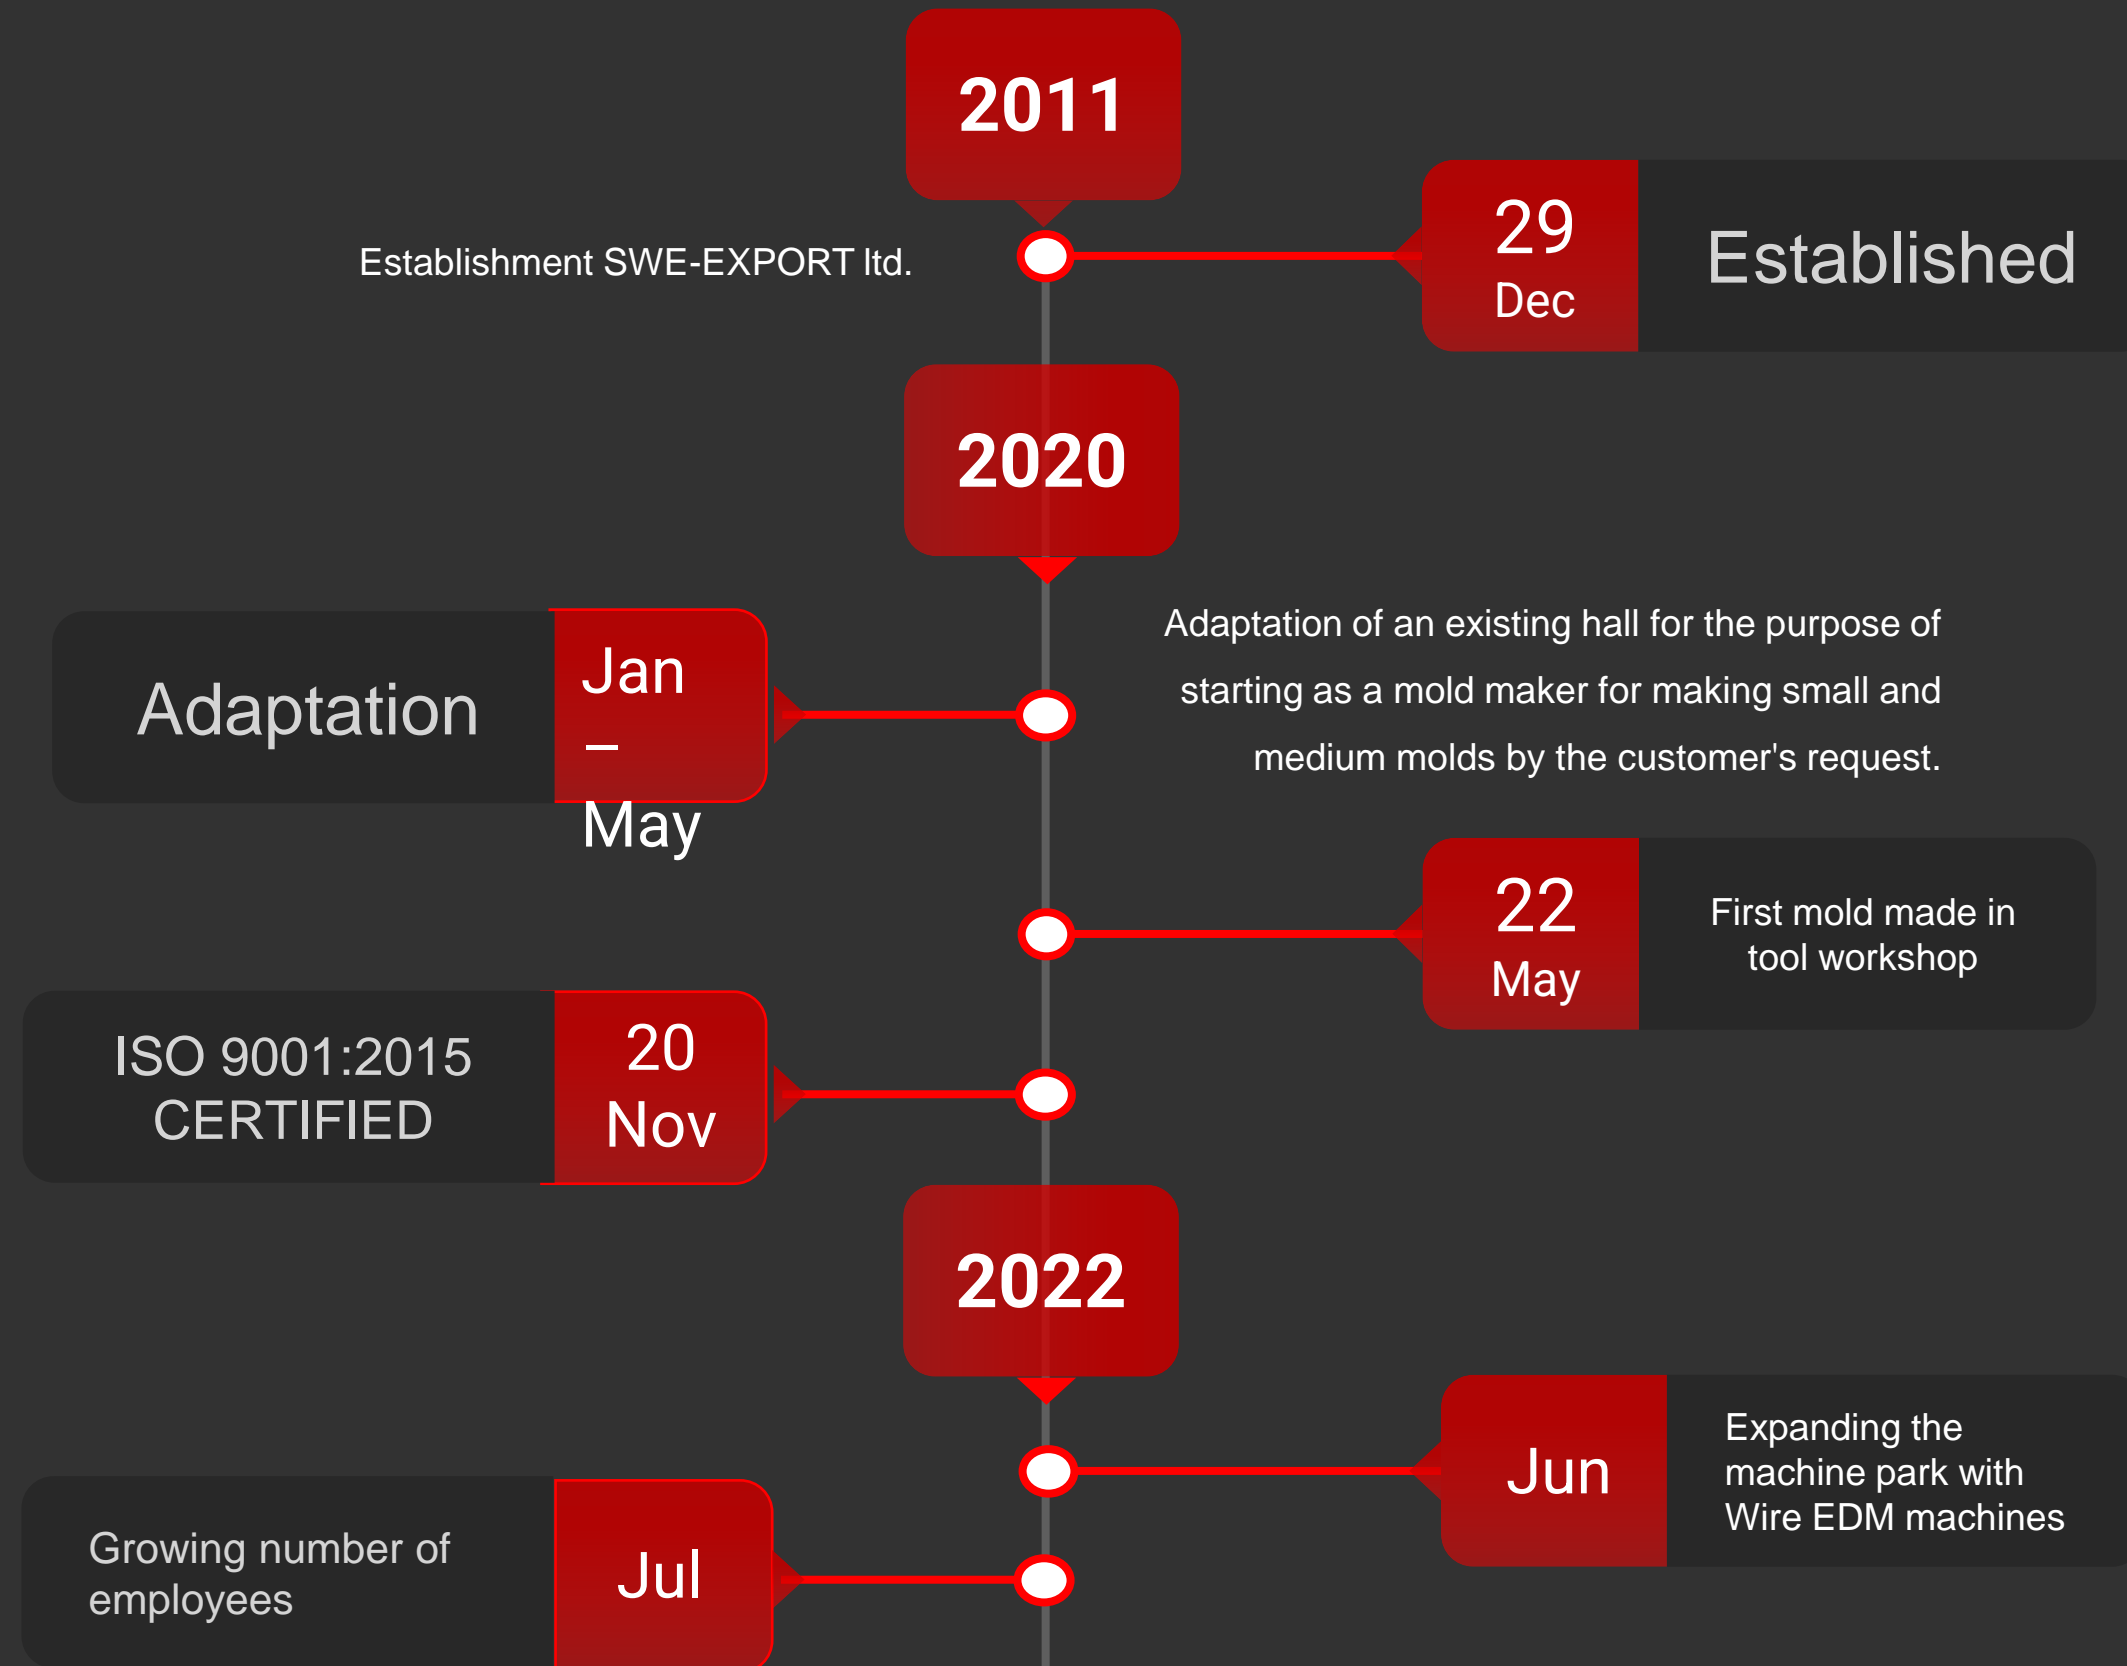 2011
Establishment SWE-EXPORT ltd.
29
Dec
Established
2020
Adaptation
Jan
–
May
Adaptation of an existing hall for the purpose of
starting as a mold maker for making small and
medium molds by the customer's request.
22
May
First mold made in
tool workshop
ISO 9001:2015
CERTIFIED
20
Nov
2022
Jun
Expanding the
machine park with
Wire EDM machines
Growing number of
employees
Jul